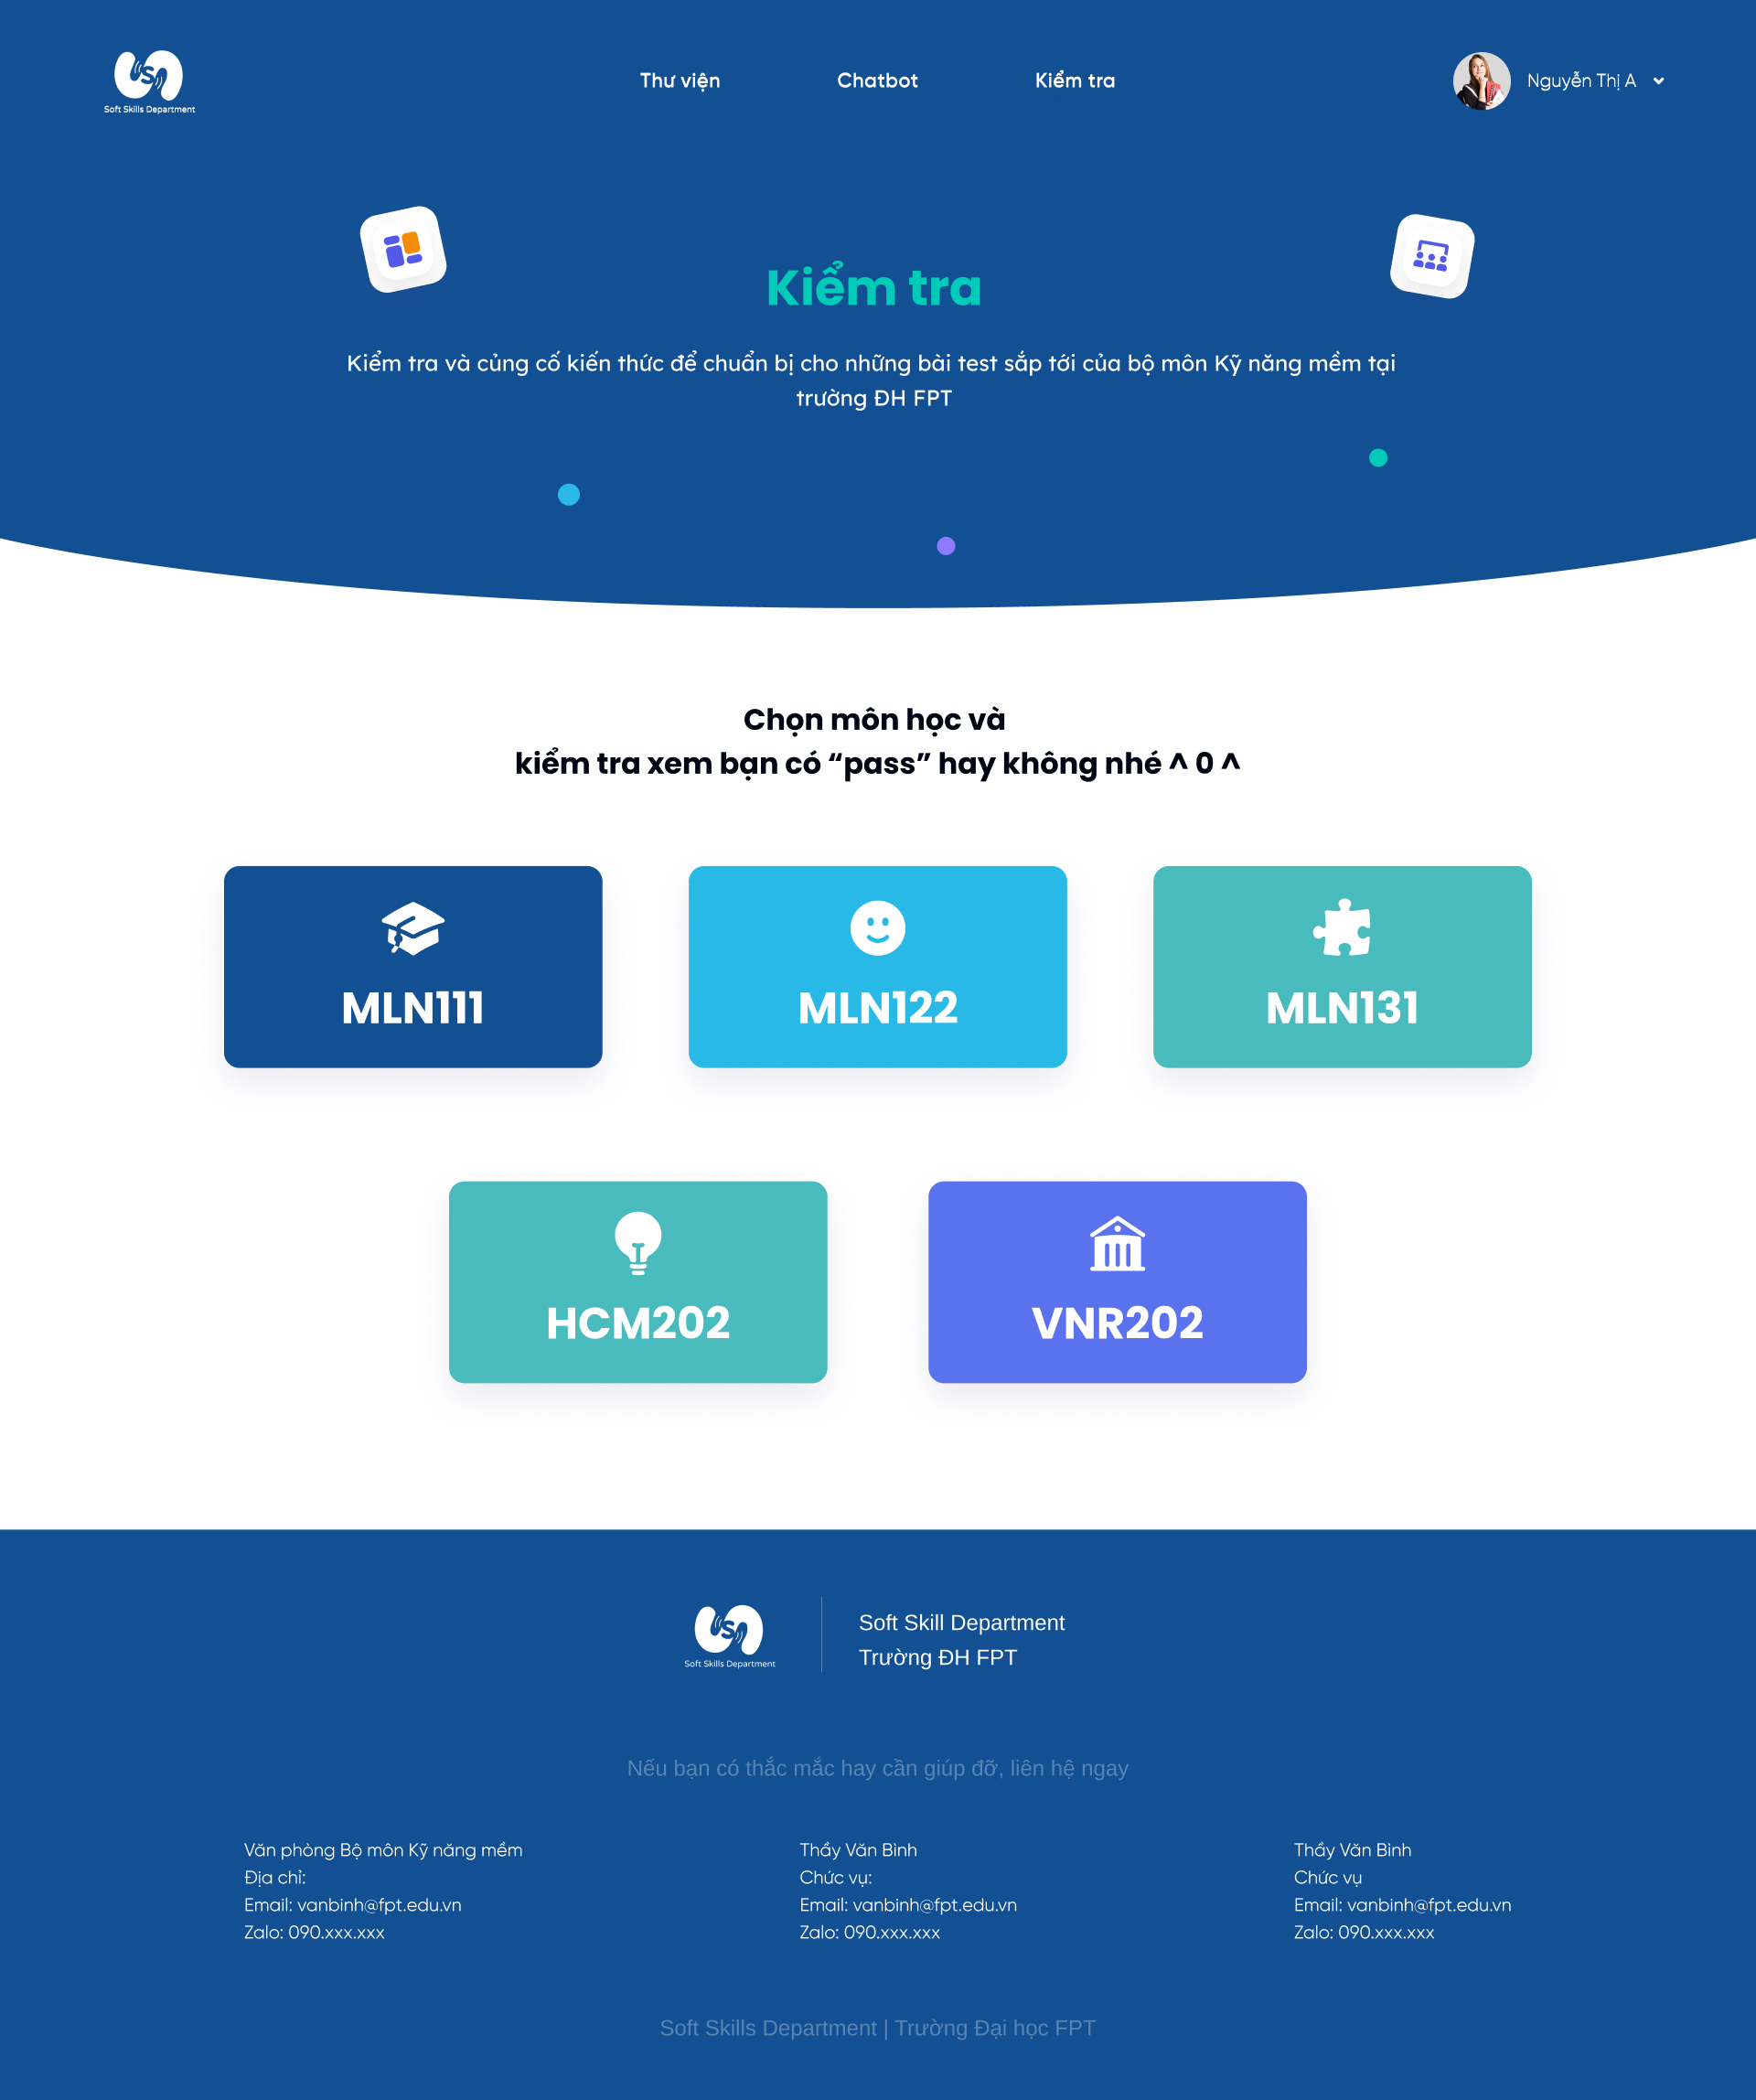 Soft Skills Department
Thư viện
Chatbot
Kiểm tra
Nguyễn Thị A
Kiểm tra
Kiểm tra và củng cố kiến thức để chuẩn bị cho những bài test sắp tới của bộ môn Kỹ năng mềm tại
trường ĐH FPT
Chọn môn học và
kiểm tra xem bạn có “pass” hay không nhé ^ 0 ^
MLN111
MLN122
MLN131
HCM202
VNR202
Soft Skills Department
Soft Skill Department
Trường ĐH FPT
Nếu bạn có thắc mắc hay cần giúp đỡ, liên hệ ngay
Văn phòng Bộ môn Kỹ năng mềm
Địa chỉ:
Email: vanbinh@fpt.edu.vn
Zalo: 090.xxx.xxx
Thầy Văn Bình
Chức vụ:
Email: vanbinh@fpt.edu.vn
Zalo: 090.xxx.xxx
Thầy Văn Bình
Chức vụ
Email: vanbinh@fpt.edu.vn
Zalo: 090.xxx.xxx
Soft Skills Department | Trường Đại học FPT